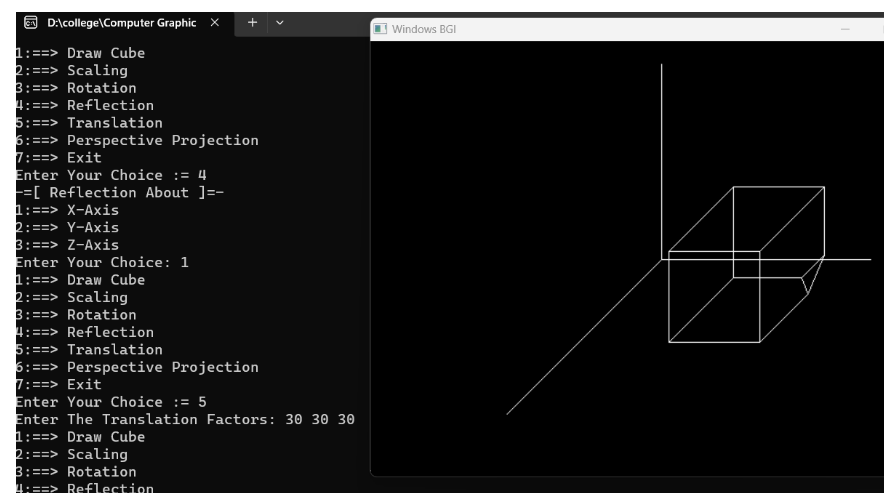 D:\college\Computer Graphic
Windows BGI
1:==> Draw Cube
2:==> Scaling
3:==> Rotation
4:==> Reflection
5:==> Translation
6:==> Perspective Projection
7:==> Exit
Enter Your Choice := 4
-=[ Reflection About ]=-
1:==> X-Axis
2:==> Y-Axis
3:==> Z-Axis
Enter Your Choice: 1
1:==> Draw Cube
2:==> Scaling
3:==> Rotation
4:==> Reflection
5:==> Translation
6:==> Perspective Projection
7:==> Exit
Enter Your Choice := 5
Enter The Translation Factors: 30 30 30
1:==> Draw Cube
2:==> Scaling
3:==> Rotation
4:==> Reflection